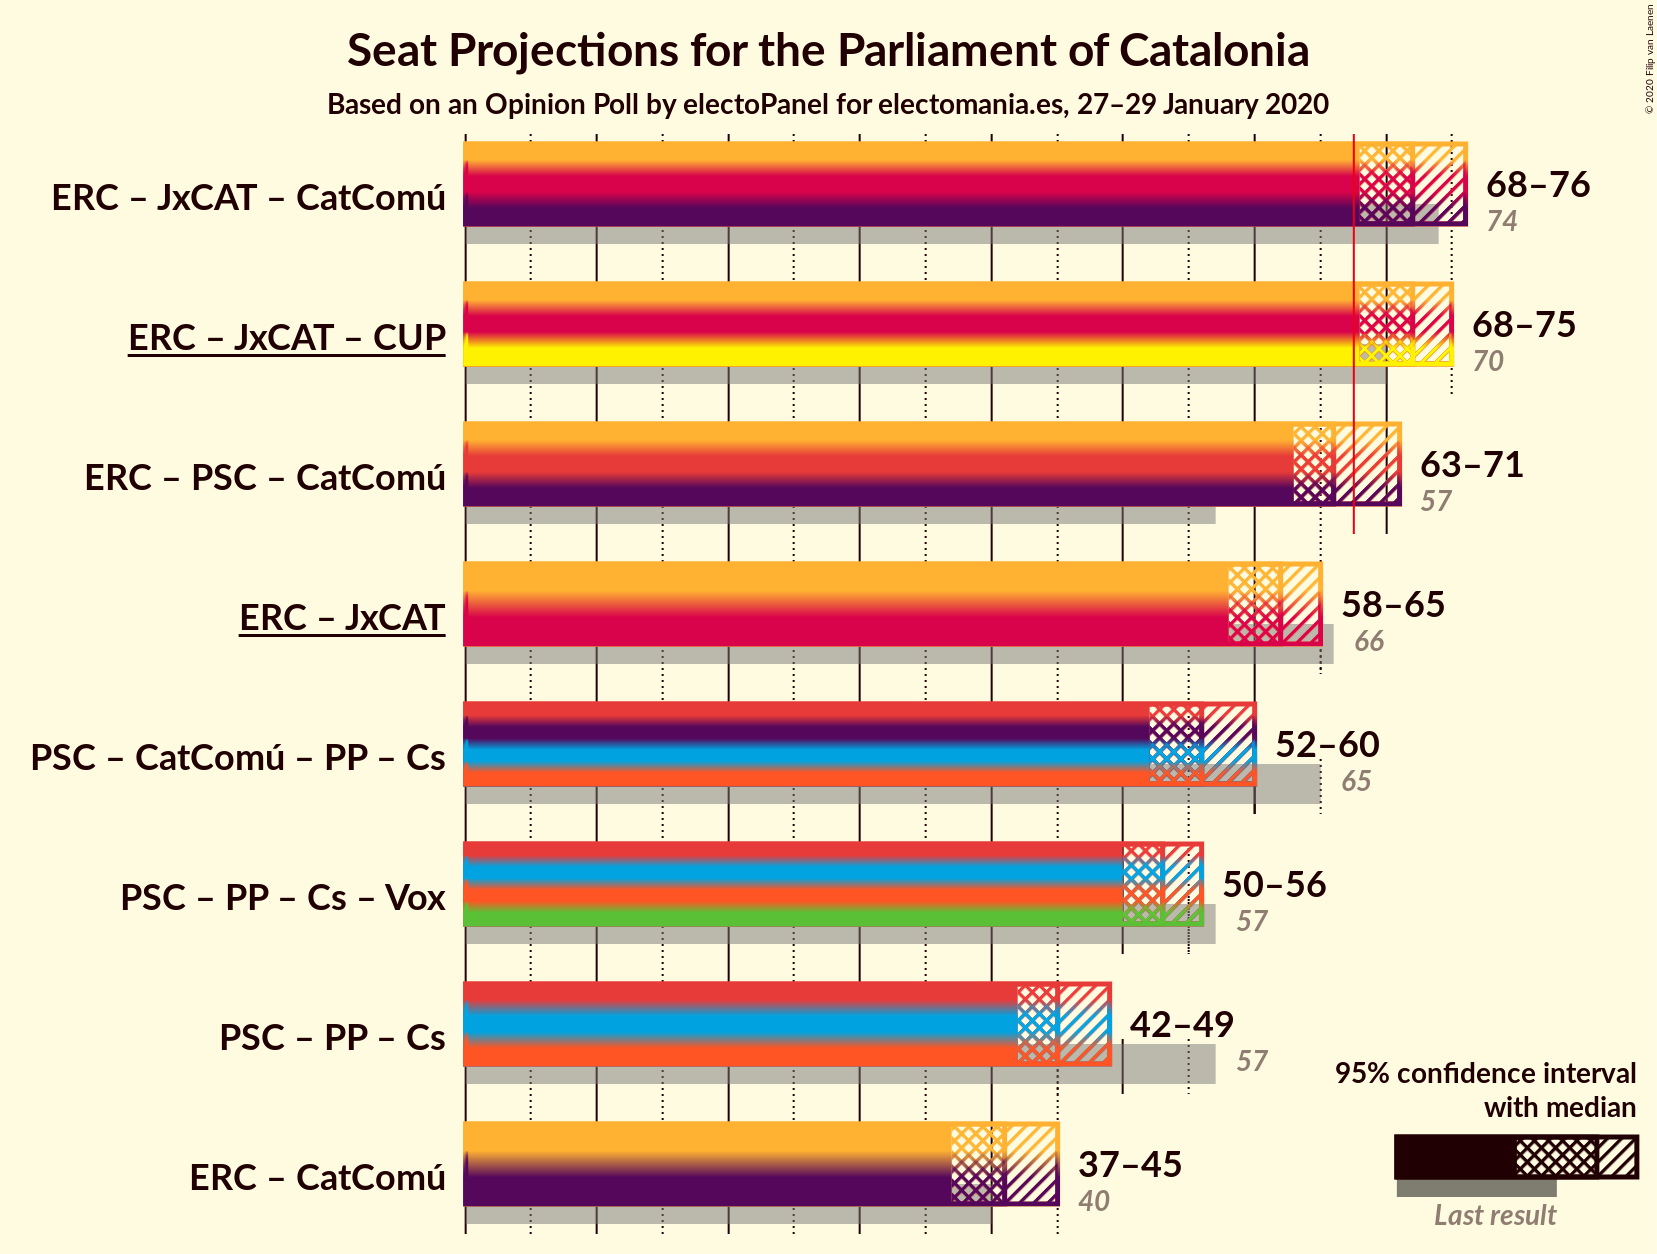 Seat Projections for the Parliament of Catalonia
Based on an Opinion Poll by electoPanel for electomania.es, 27–29 January 2020
© 2020 Filip van Laenen
ERC – JxCAT – CatComú
68–76
74
ERC – JxCAT – CUP
68–75
70
ERC – PSC – CatComú
63–71
57
ERC – JxCAT
58–65
66
PSC – CatComú – PP – Cs
52–60
65
PSC – PP – Cs – Vox
50–56
57
PSC – PP – Cs
42–49
57
ERC – CatComú
37–45
40
95% confidence interval
with median
Last result